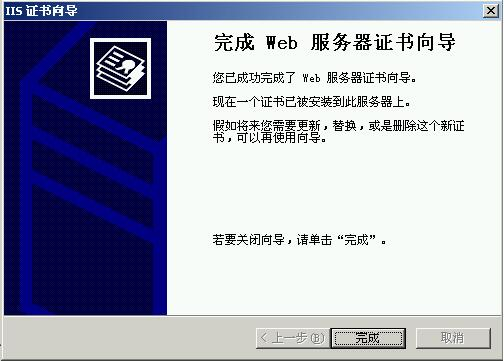 IIS 证书向导
完成 Web 服务器证书向导
您已成功完成了 Web 服务器证书向导。
现在一个证书已被安装到此服务器上。
假如将来您需要更新，替换，或是删除这个新证
书，可以再使用向导。
若要关闭向导，请单击“完成”。
< 上一步(B)
完成
取消